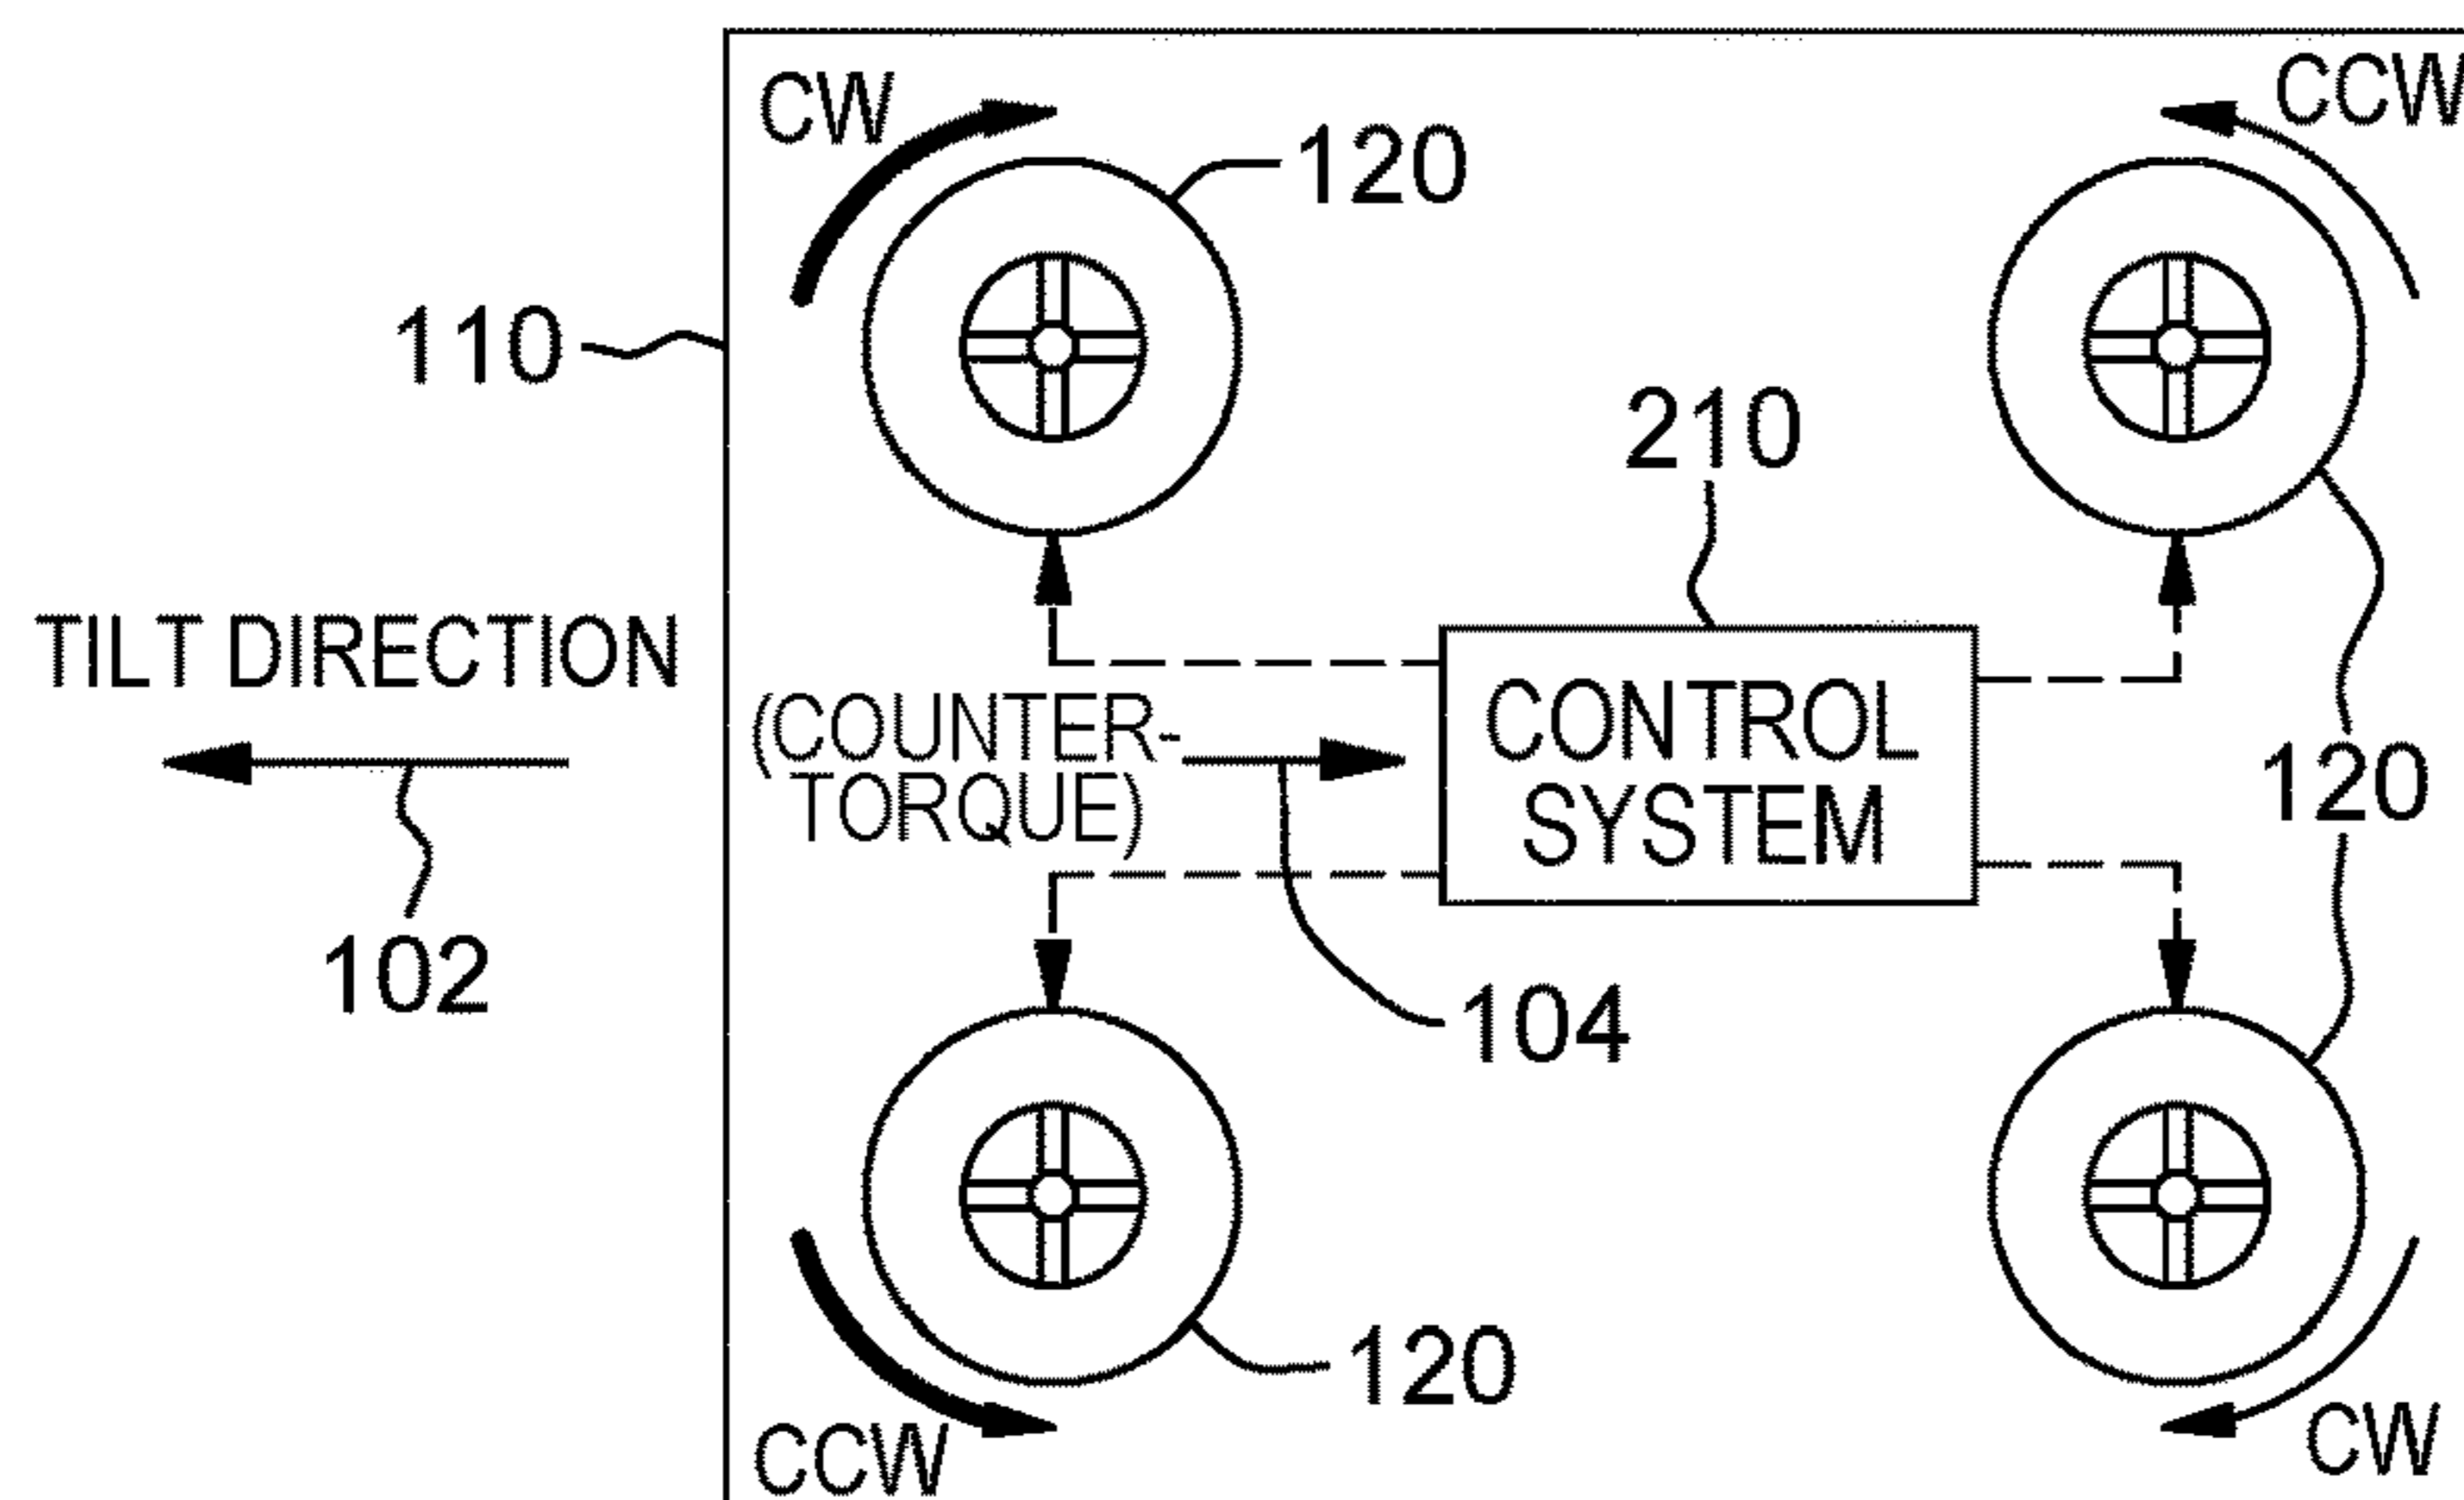 CW
CCW
120
110
210
TILT DIRECTION
(COUNTER-
TORQUE)
CONTROL
SYSTEM
120
102
104
120
CCW
CW